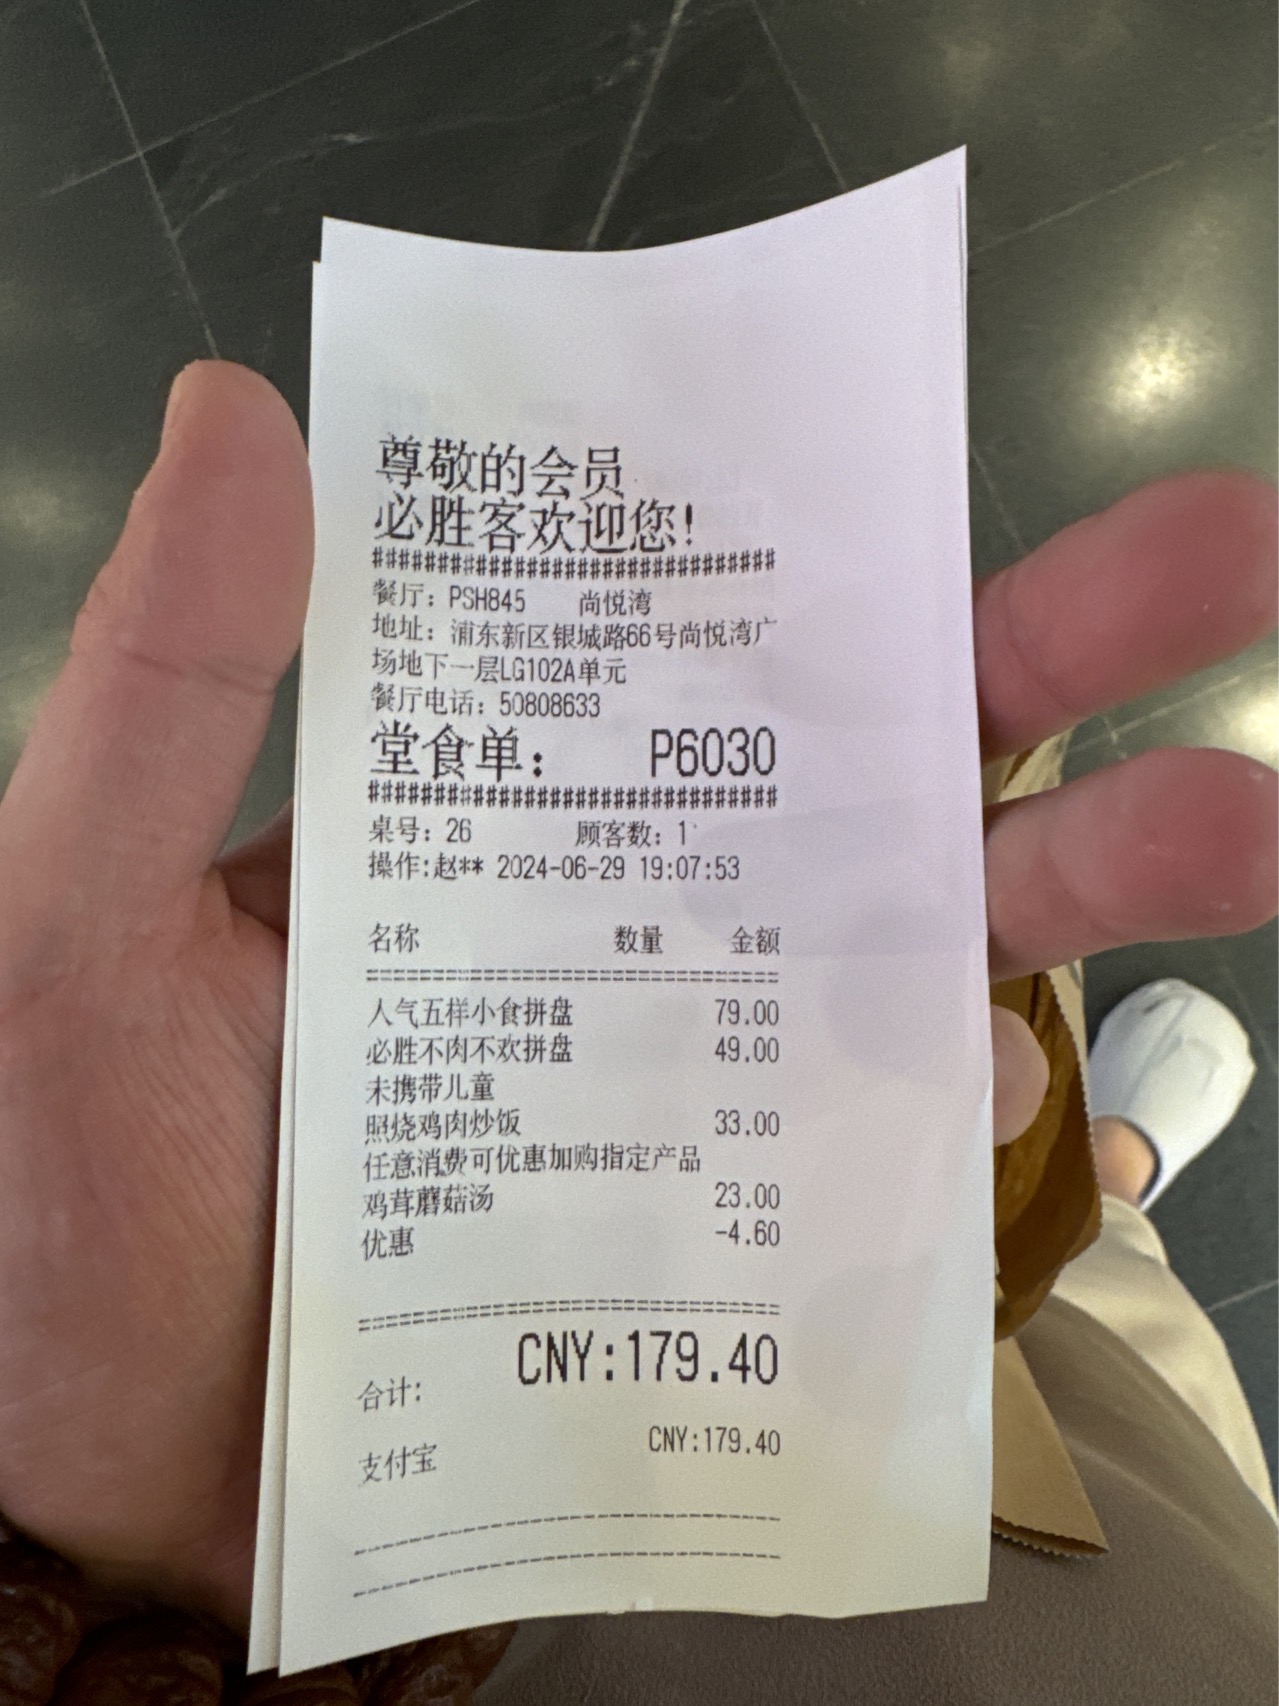 尊敬的会员
必胜客欢迎您!
###############################
餐厅: PSH845 尚悦湾
地址: 浦东新区银城路66号尚悦湾广
场地下一层LG102A单元
餐厅电话: 50808633
堂食单: P6030
###############################
桌号: 26 顾客数: 1
操作:赵** 2024-06-29 19:07:53
名称 数量 金额
================================
人气五样小食拼盘 79.00
必胜不肉不欢拼盘 49.00
未携带儿童
照烧鸡肉炒饭 33.00
任意消费可优惠加购指定产品
鸡茸蘑菇汤 23.00
优惠 -4.60
================================
合计: CNY:179.40
支付宝 CNY:179.40
--------------------------------
--------------------------------